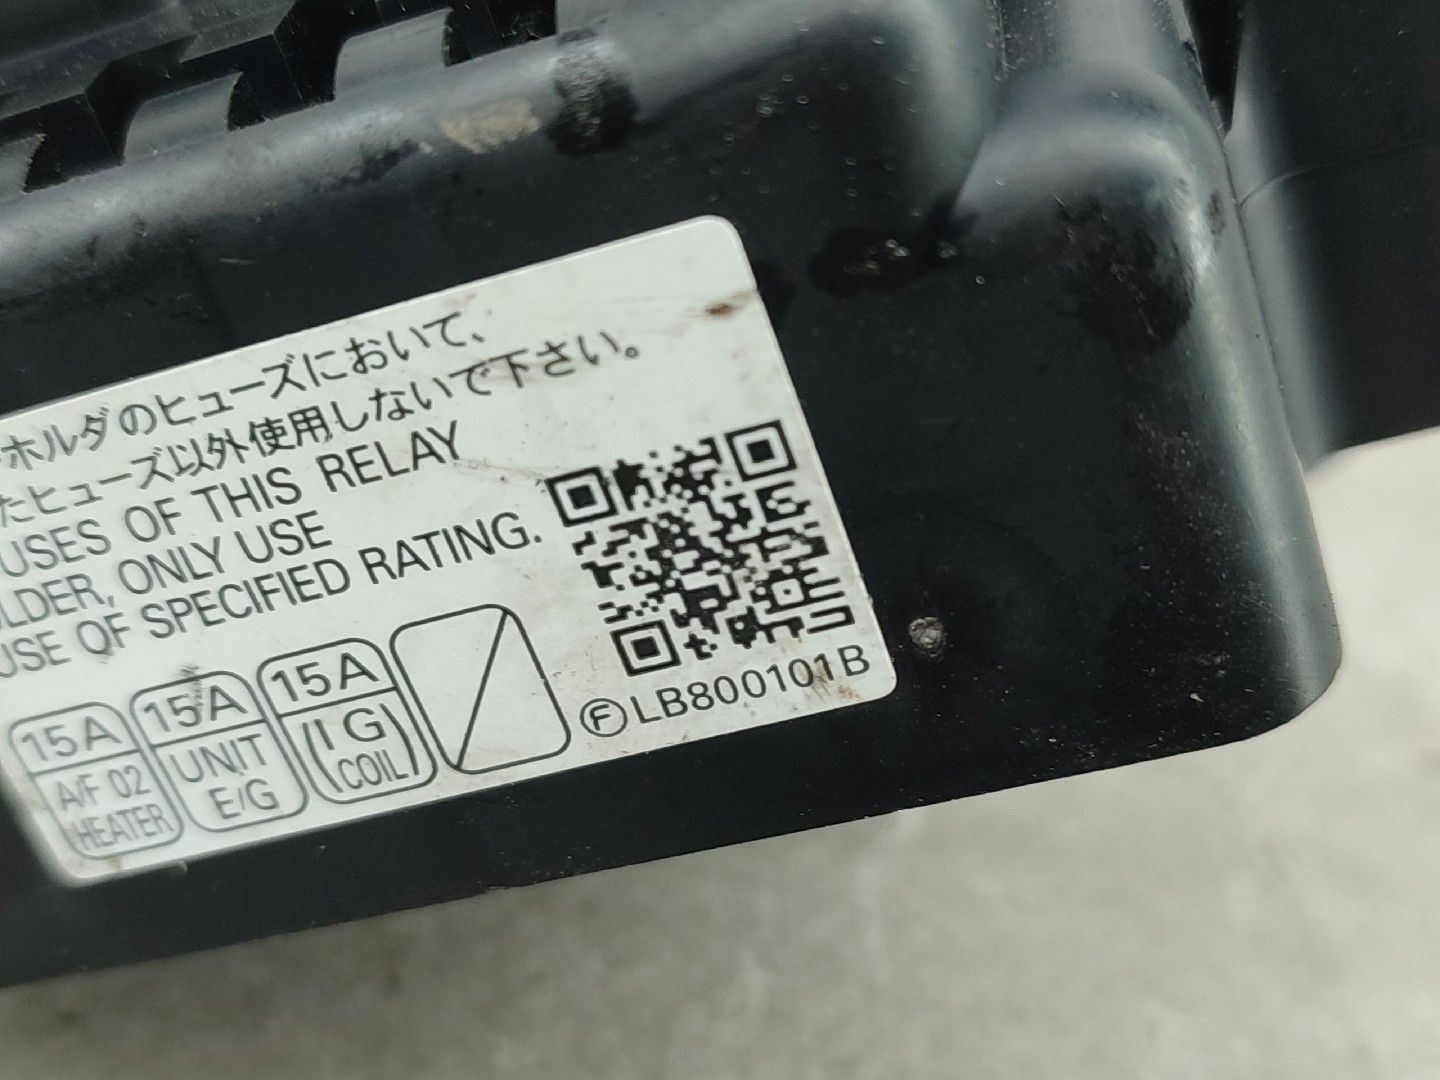 ホルダのヒューズにおいて、
たヒューズ以外使用しないで下さい。
USES OF THIS RELAY
LDER, ONLY USE
USE OF SPECIFIED RATING.
15A 15A 15A
A/F O2 HEATER
UNIT E/G
(IG COIL)
Ⓕ LB800101B